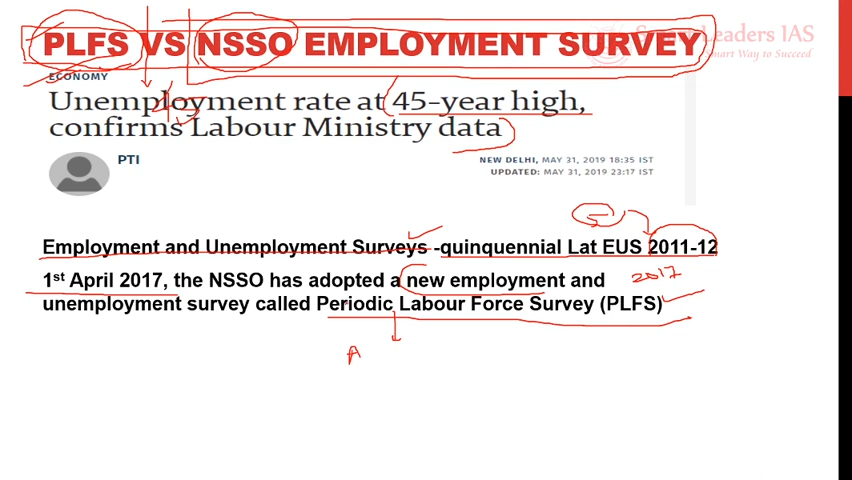 PLFS VS NSSO EMPLOYMENT SURVEY
Leaders IAS
Smart Way to Succeed
ECONOMY
Unemployment rate at 45-year high,
confirms Labour Ministry data
PTI
NEW DELHI, MAY 31, 2019 18:35 IST
UPDATED: MAY 31, 2019 23:17 IST
5
Employment and Unemployment Surveys -quinquennial Lat EUS 2011-12
1st April 2017, the NSSO has adopted a new employment and
2017
unemployment survey called Periodic Labour Force Survey (PLFS)
A